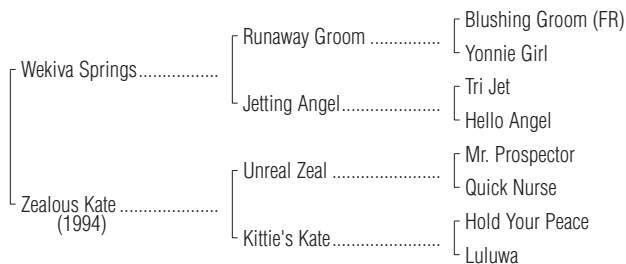 Blushing Groom (FR)
Runaway Groom ...............
Yonnie Girl
Wekiva Springs.................
Tri Jet
Jetting Angel.....................
Hello Angel
Mr. Prospector
Unreal Zeal .......................
Quick Nurse
Zealous Kate .....................
(1994)
Hold Your Peace
Kittie's Kate.......................
Luluwa